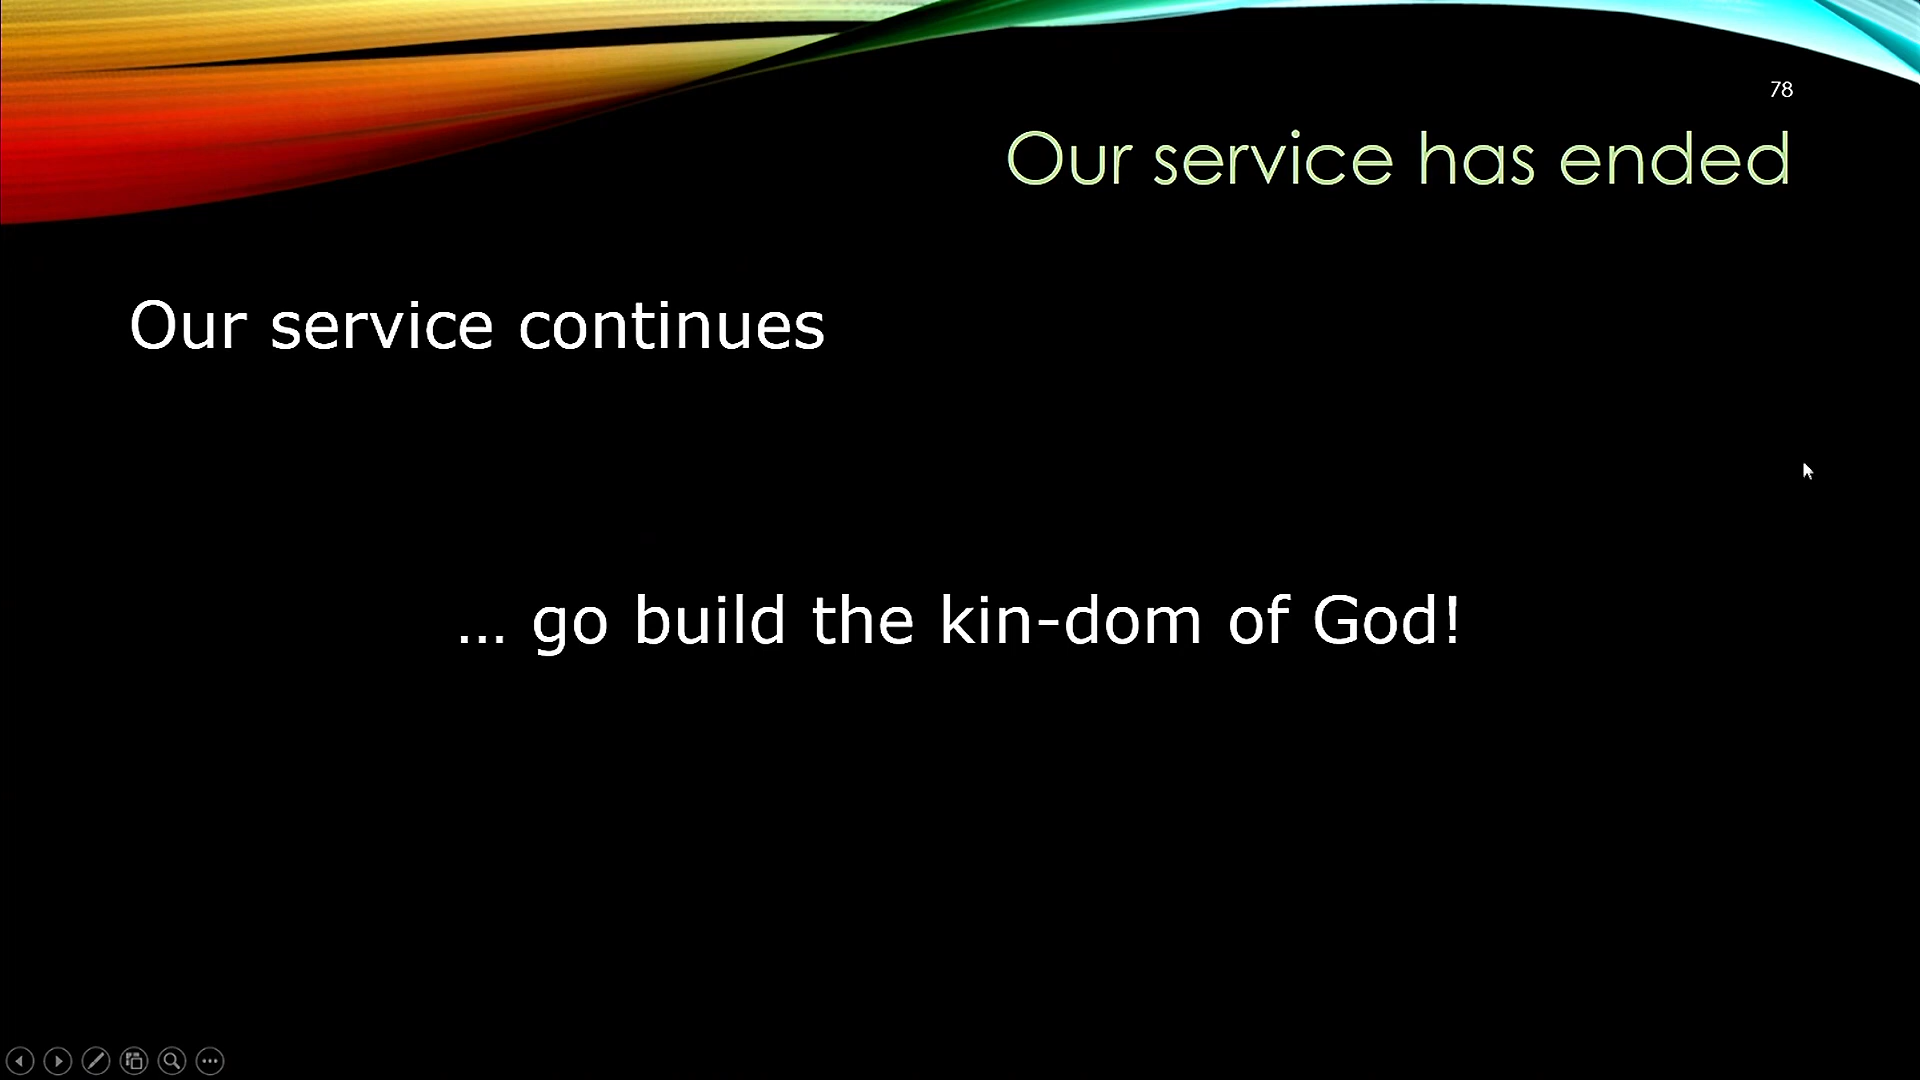 78
Our service has ended
Our service continues
... go build the kin-dom of God!